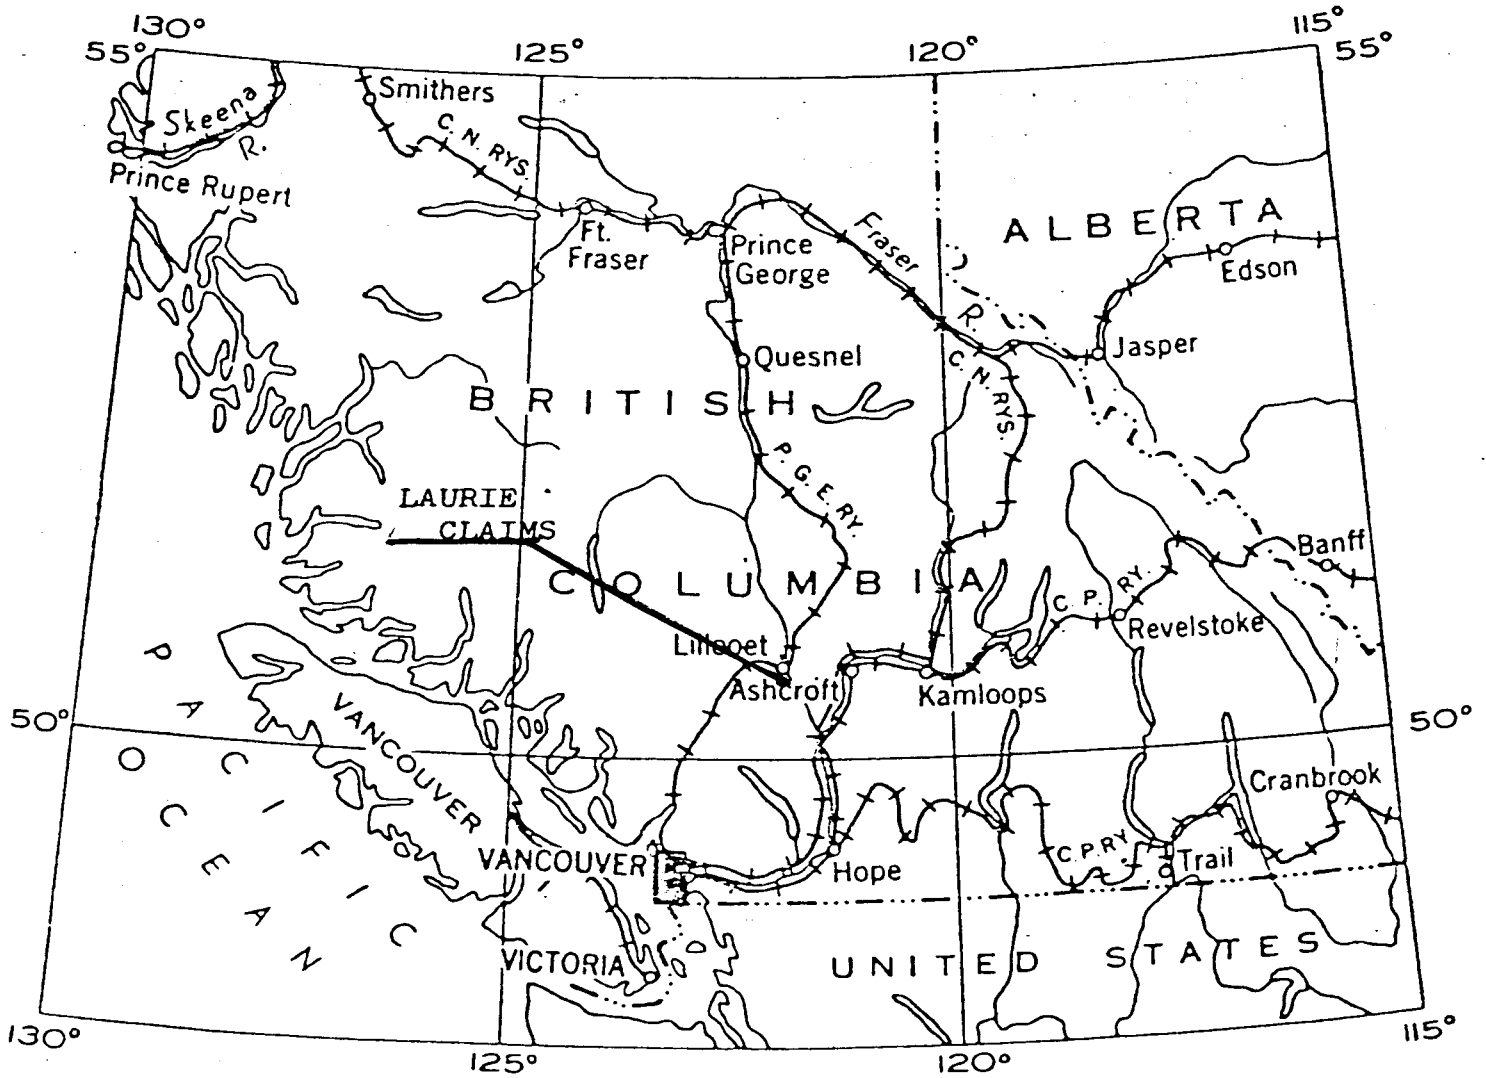 130°
115°
55°
125°
120°
55°
Smithers
Skeena
R.
C. N. RYS.
Prince Rupert
Ft.
Fraser
Prince
George
Fraser
R.
ALBERTA
Edson
Jasper
Quesnel
C. N. RYS.
BRITISH
P. G. E. RY.
LAURIE
CLAIMS
COLUMBIA
Banff
C. P. RY.
Revelstoke
Lillooet
Ashcroft
Kamloops
50°
50°
PACIFIC
OCEAN
VANCOUVER
Cranbrook
VANCOUVER
Hope
C.P.RY.
Trail
VICTORIA
UNITED STATES
130°
125°
120°
115°